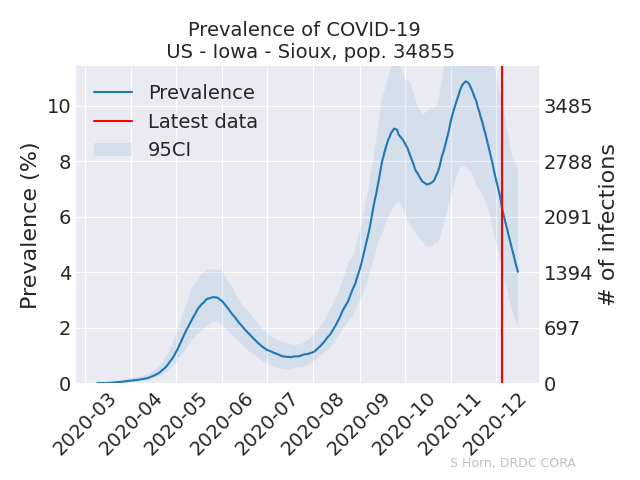 Prevalence of COVID-19
US - Iowa - Sioux, pop. 34855
Prevalence (%)
10
8
6
4
2
0
Prevalence
Latest data
95CI
3485
2788
2091
1394
697
0
# of infections
2020-03
2020-04
2020-05
2020-06
2020-07
2020-08
2020-09
2020-10
2020-11
2020-12
S Horn, DRDC CORA